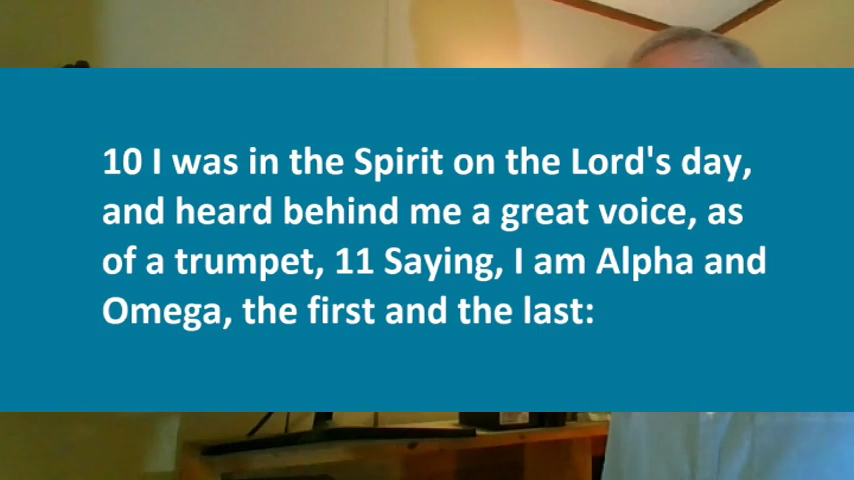 10 I was in the Spirit on the Lord's day,
and heard behind me a great voice, as
of a trumpet, 11 Saying, I am Alpha and
Omega, the first and the last: